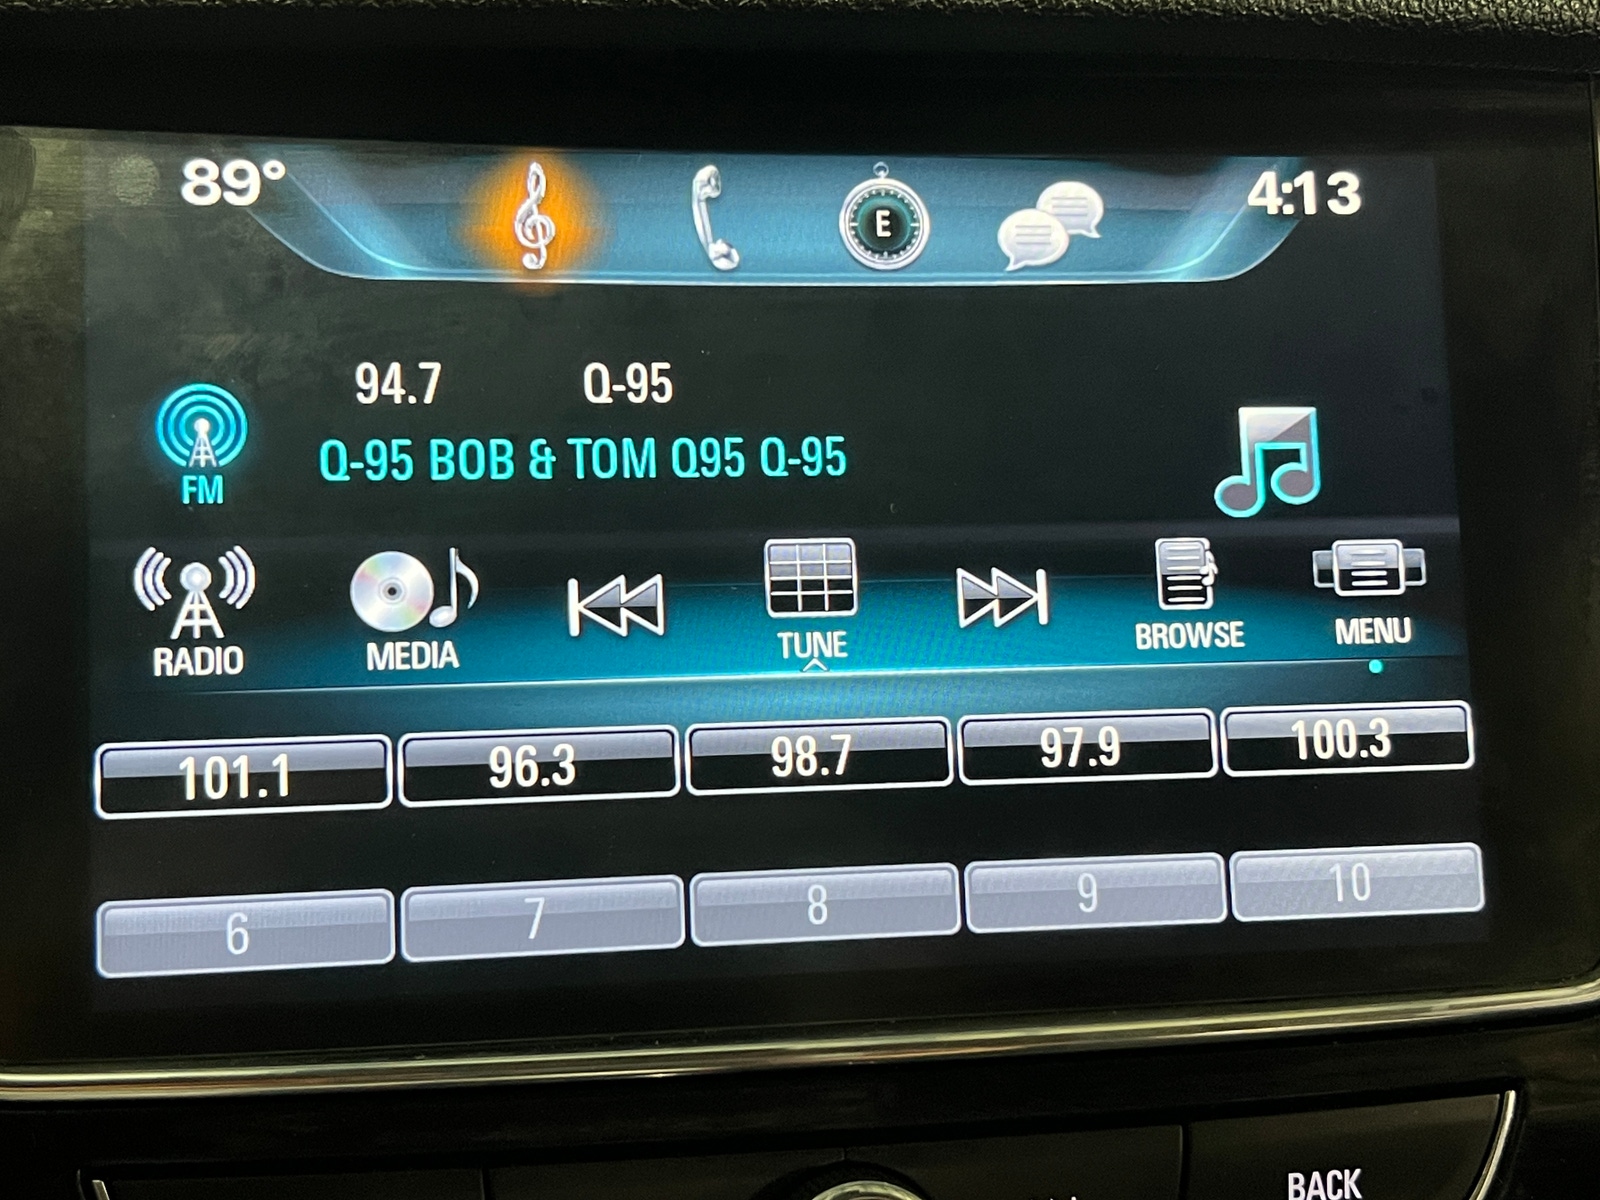 89° E 4:13
94.7 Q-95
Q-95 BOB & TOM Q95 Q-95
FM
RADIO MEDIA TUNE BROWSE MENU
101.1 96.3 98.7 97.9 100.3
6 7 8 9 10
BACK